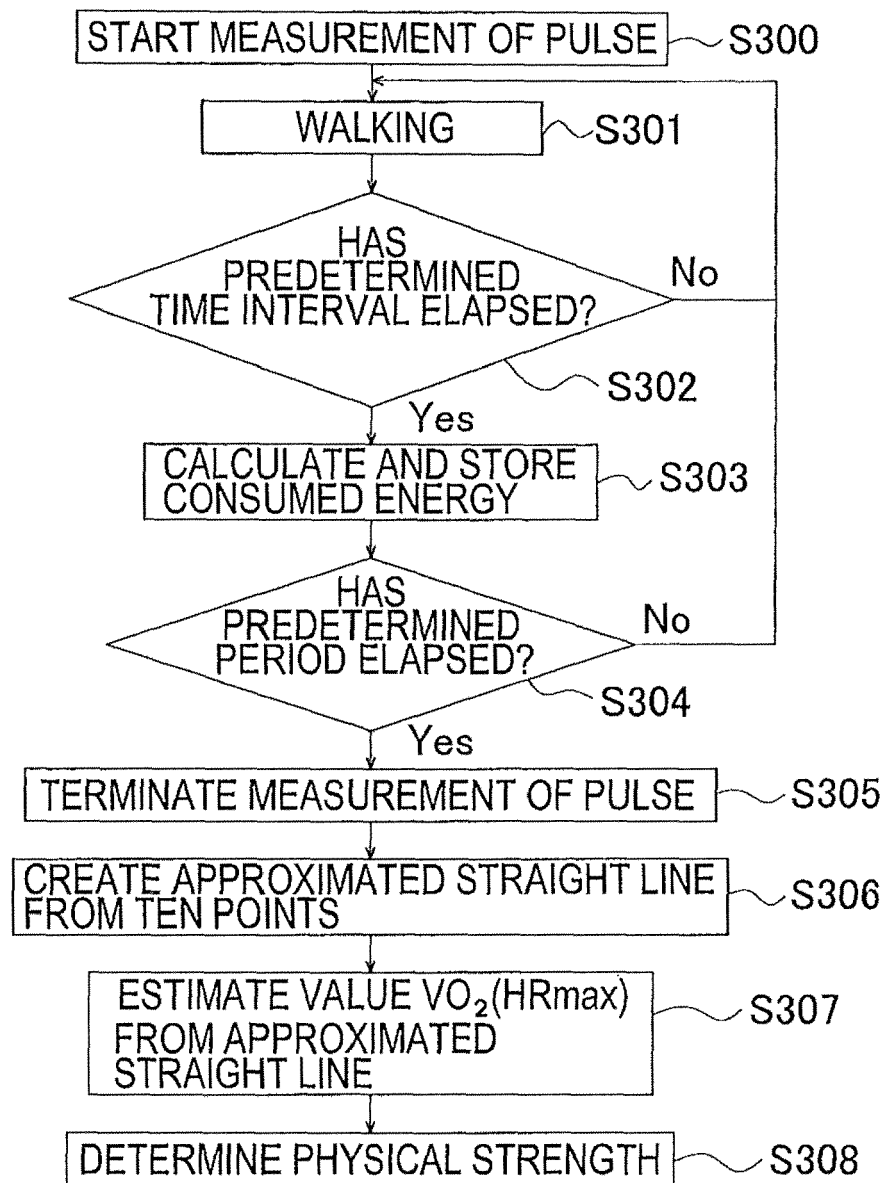 START MEASUREMENT OF PULSE
S300
WALKING
S301
HAS
PREDETERMINED
TIME INTERVAL ELAPSED?
No
S302
Yes
CALCULATE AND STORE
CONSUMED ENERGY
S303
HAS
PREDETERMINED
PERIOD ELAPSED?
No
S304
Yes
TERMINATE MEASUREMENT OF PULSE
S305
CREATE APPROXIMATED STRAIGHT LINE
FROM TEN POINTS
S306
ESTIMATE VALUE VO₂(HRmax)
FROM APPROXIMATED
STRAIGHT LINE
S307
DETERMINE PHYSICAL STRENGTH
S308